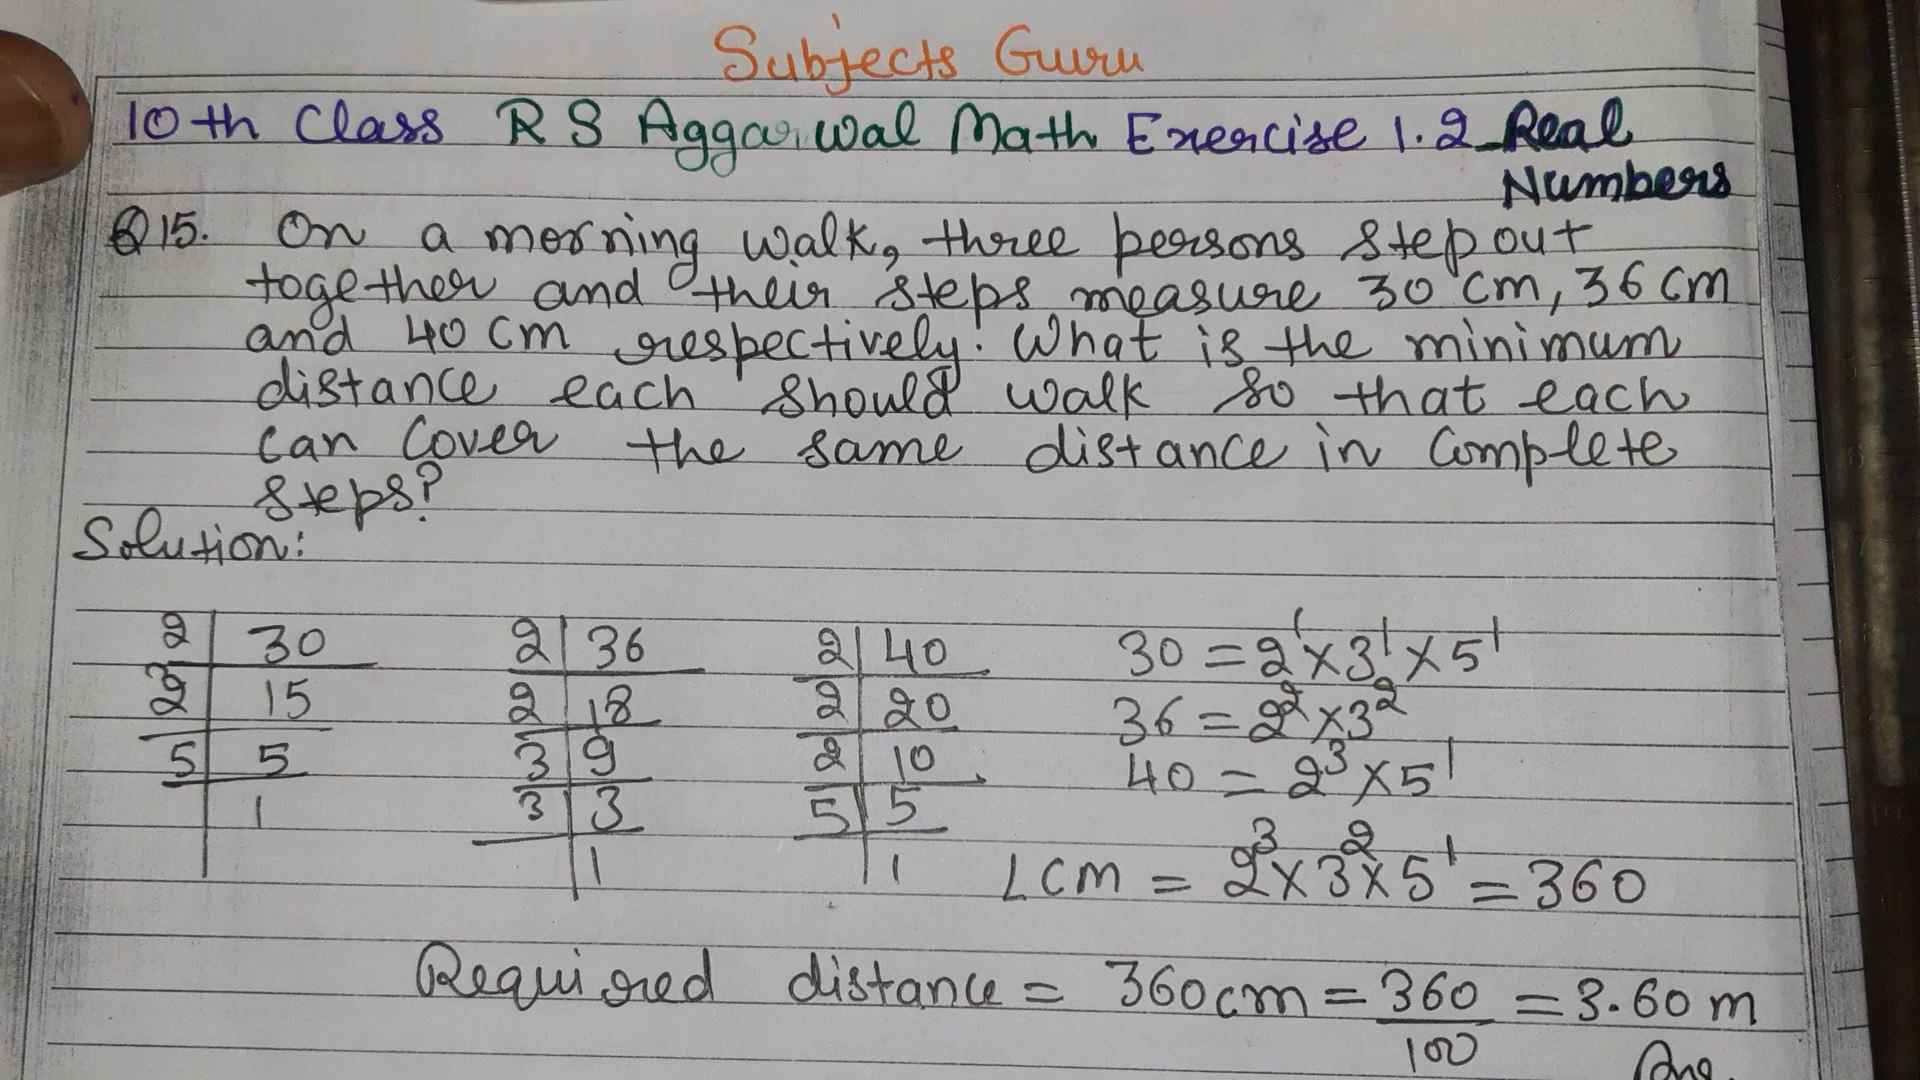 Subjects Guru
10th Class R S Aggarwal Math Exercise 1.2 Real
Numbers
Q15. On a morning walk, three persons step out
together and their steps measure 30 cm, 36 cm
and 40 cm respectively. What is the minimum
distance each should walk so that each
can cover the same distance in complete
steps?
Solution:
2 | 30 2 | 36 2 | 40 30 = 2¹ × 3¹ × 5¹
3 | 15 2 | 18 2 | 20 36 = 2² × 3²
5 | 5 3 | 9 2 | 10 40 = 2³ × 5¹
| 1 3 | 3 5 | 5
| 1 | 1 LCM = 2³ × 3² × 5¹ = 360
Required distance = 360 cm = 360/100 = 3.60 m
Ans.